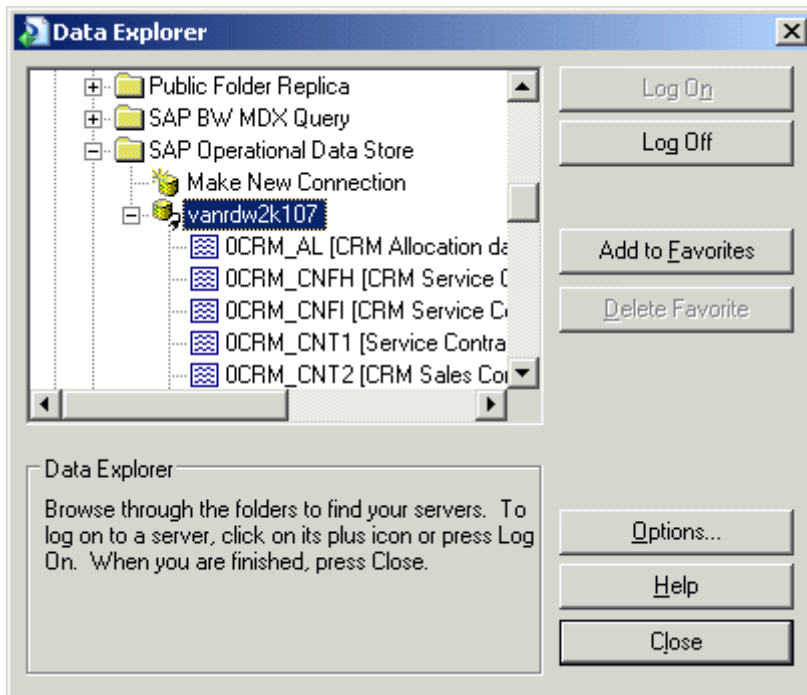 Data Explorer
Public Folder Replica
SAP BW MDX Query
SAP Operational Data Store
Make New Connection
vanrdw2k107
0CRM_AL [CRM Allocation da
0CRM_CNFH [CRM Service
0CRM_CNFI [CRM Service C
0CRM_CNT1 [Service Contra
0CRM_CNT2 [CRM Sales Co
Log On
Log Off
Add to Favorites
Delete Favorite
Data Explorer
Browse through the folders to find your servers. To
log on to a server, click on its plus icon or press Log
On. When you are finished, press Close.
Options...
Help
Close